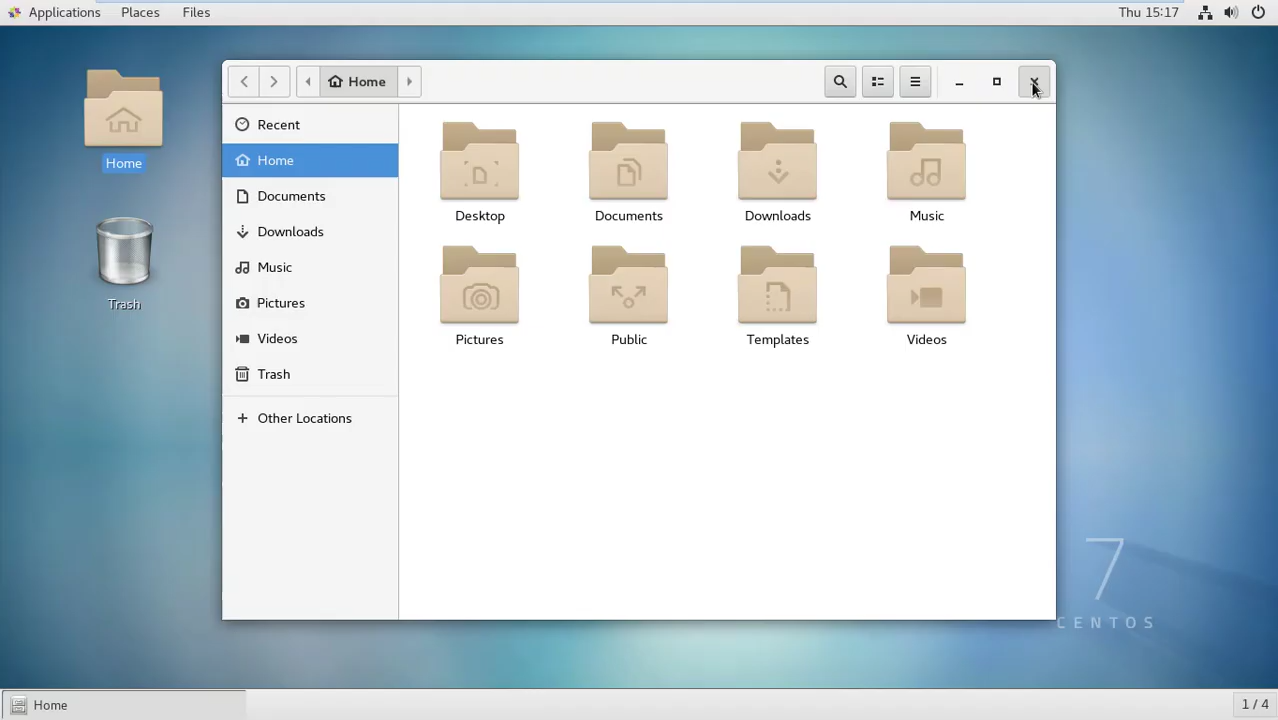 Applications Places Files Thu 15:17
Home
Trash
Home
Recent
Home
Documents
Downloads
Music
Pictures
Videos
Trash
Other Locations
Desktop Documents Downloads Music
Pictures Public Templates Videos
7
CENTOS
Home 1 / 4